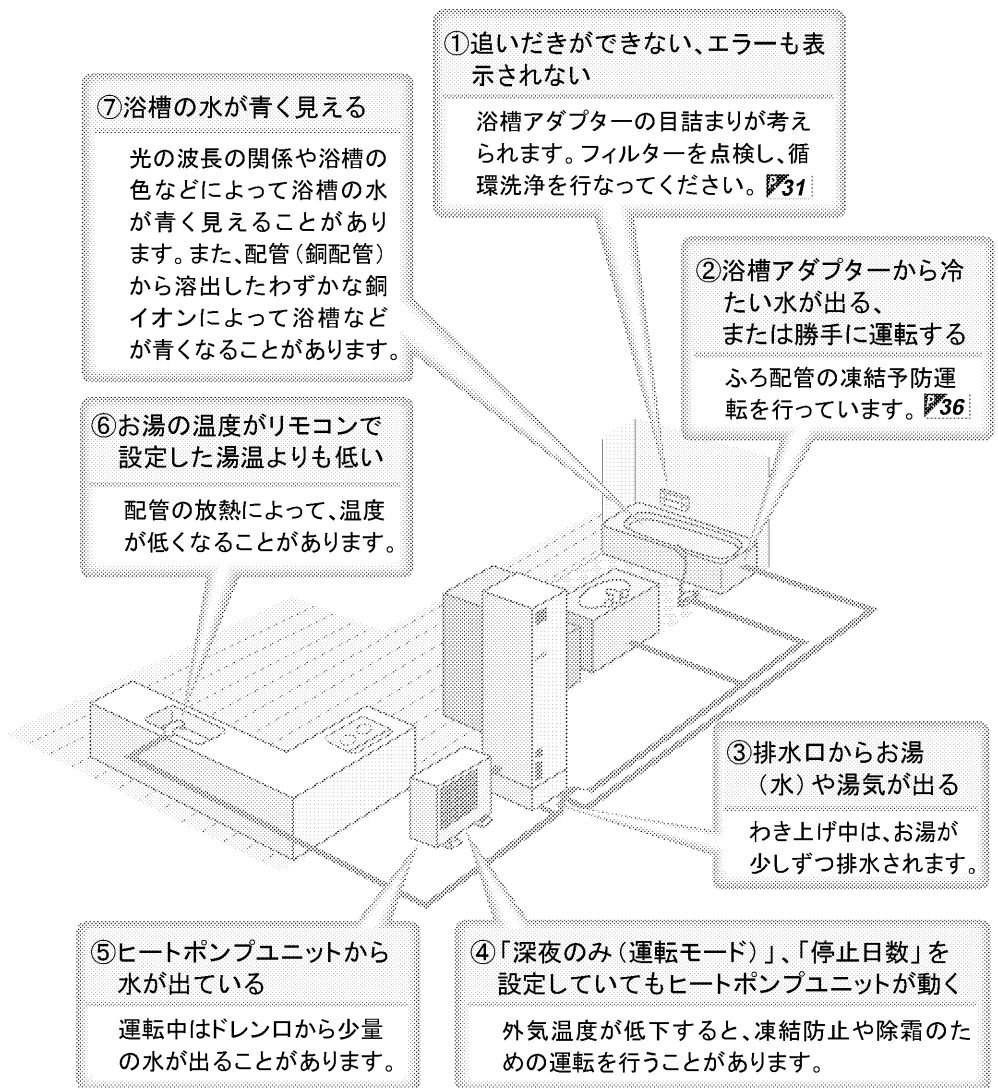 ①追いだきができない、エラーも表
示されない
浴槽アダプターの目詰まりが考え
られます。フィルターを点検し、循
環洗浄を行なってください。 P31
②浴槽アダプターから冷
たい水が出る、
または勝手に運転する
ふろ配管の凍結予防運
転を行っています。 P36
③排水口からお湯
（水）や湯気が出る
わき上げ中は、お湯が
少しずつ排水されます。
④「深夜のみ（運転モード）」、「停止日数」を
設定していてもヒートポンプユニットが動く
外気温度が低下すると、凍結防止や除霜のた
めの運転を行うことがあります。
⑤ヒートポンプユニットから
水が出ている
運転中はドレン口から少量
の水が出ることがあります。
⑥お湯の温度がリモコンで
設定した湯温よりも低い
配管の放熱によって、温度
が低くなることがあります。
⑦浴槽の水が青く見える
光の波長の関係や浴槽の
色などによって浴槽の水
が青く見えることがあり
ます。また、配管（銅配管）
から溶出したわずかな銅
イオンによって浴槽など
が青くなることがあります。